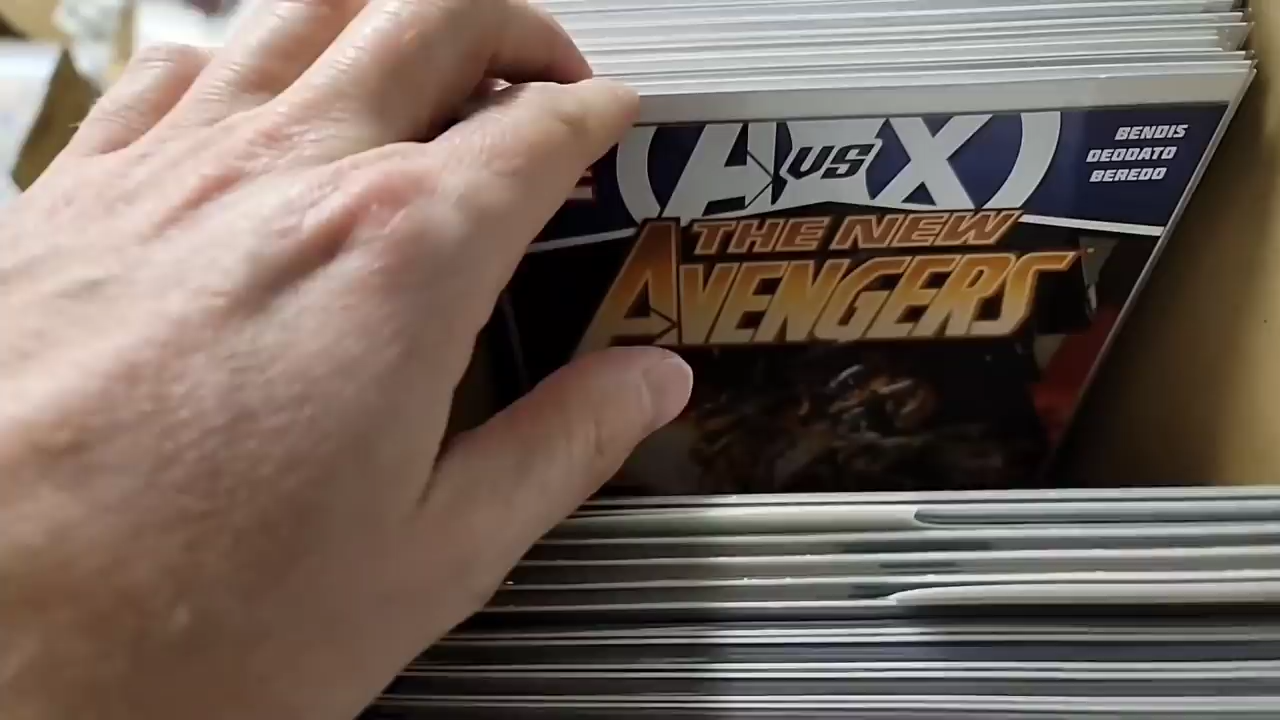 A VS X
BENDIS
DEODATO
BEREDO
THE NEW
AVENGERS